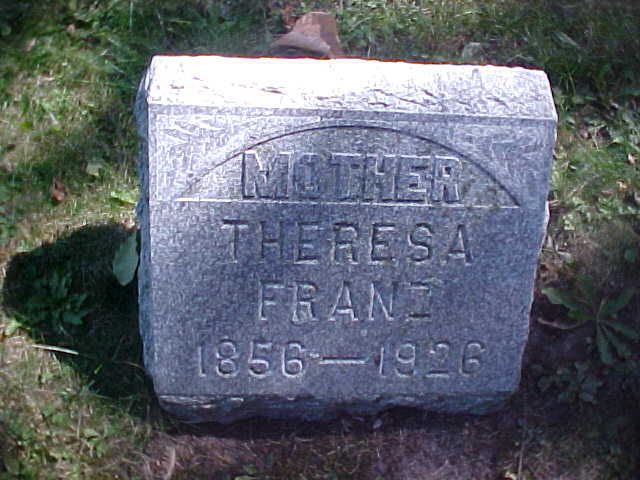 MOTHER
THERESA
FRANZ
1856—1926